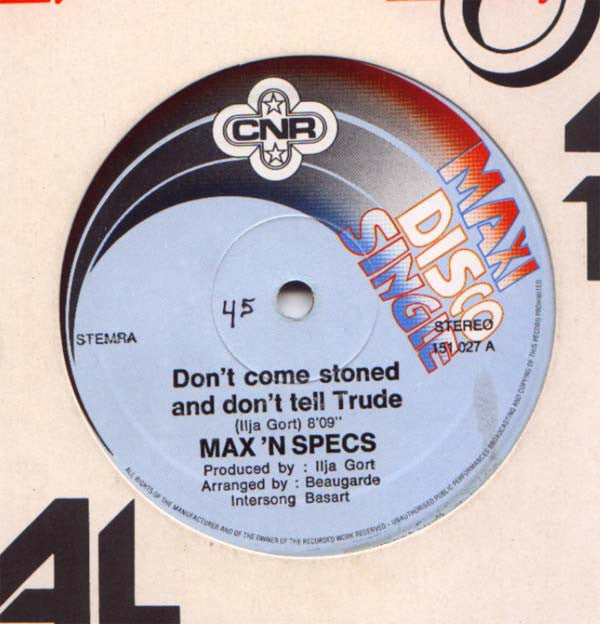 CNR
MAXI
DISCO
SINGLE
45
STEMRA
STEREO
151.027 A
Don't come stoned
and don't tell Trude
(Ilja Gort) 8'09"
MAX 'N SPECS
Produced by : Ilja Gort
Arranged by : Beaugarde
Intersong Basart
ALL RIGHTS OF THE MANUFACTURER AND OF THE OWNER OF THE RECORDED WORK RESERVED - UNAUTHORISED PUBLIC PERFORMANCES BROADCASTING AND COPYING OF THIS RECORD PROHIBITED
AL